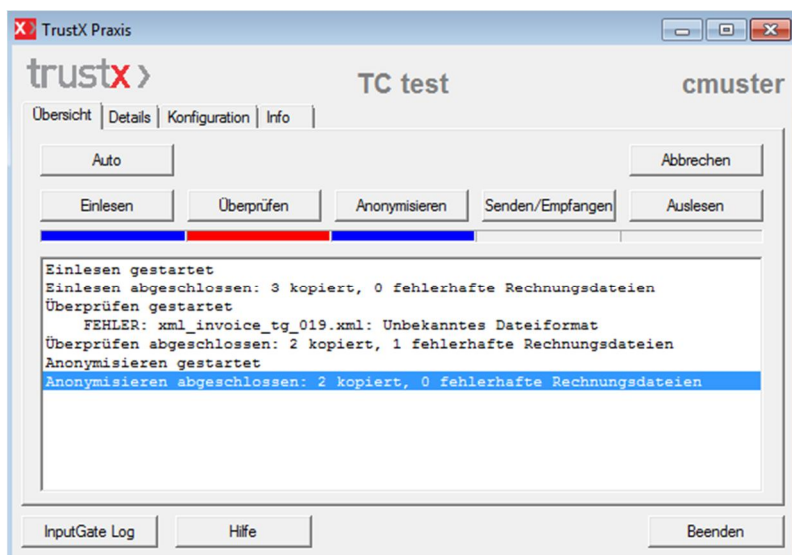 TrustX Praxis
trustx
TC test
cmuster
Übersicht Details Konfiguration Info
Auto Abbrechen
Einlesen Überprüfen Anonymisieren Senden/Empfangen Auslesen
Einlesen gestartet
Einlesen abgeschlossen: 3 kopiert, 0 fehlerhafte Rechnungsdateien
Überprüfen gestartet
FEHLER: xml_invoice_tg_019.xml: Unbekanntes Dateiformat
Überprüfen abgeschlossen: 2 kopiert, 1 fehlerhafte Rechnungsdateien
Anonymisieren gestartet
Anonymisieren abgeschlossen: 2 kopiert, 0 fehlerhafte Rechnungsdateien
InputGate Log Hilfe Beenden